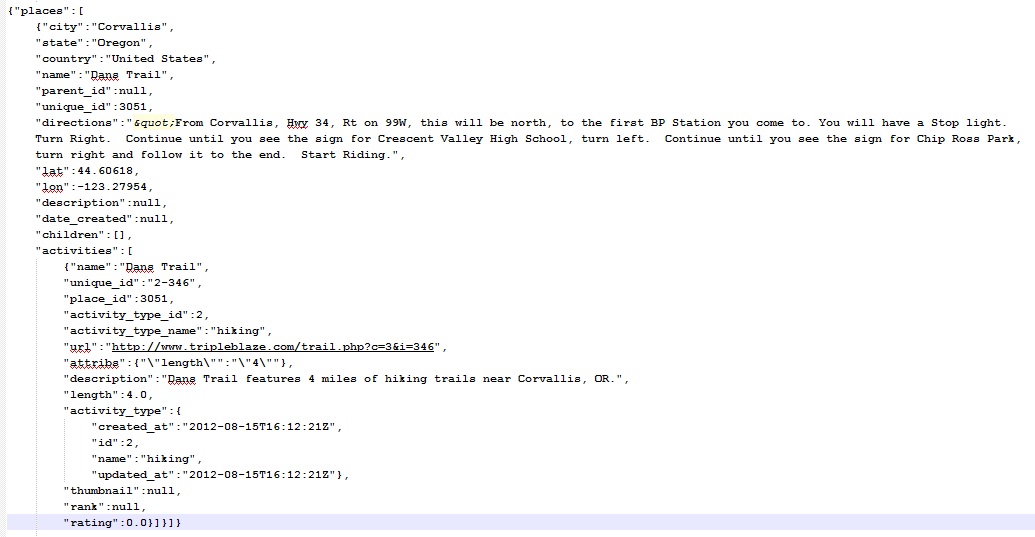 {"places":[
{"city":"Corvallis",
"state":"Oregon",
"country":"United States",
"name":"Dans Trail",
"parent_id":null,
"unique_id":3051,
"directions":"&quot;From Corvallis, Hwy 34, Rt on 99W, this will be north, to the first BP Station you come to. You will have a Stop light.
Turn Right.  Continue until you see the sign for Crescent Valley High School, turn left.  Continue until you see the sign for Chip Ross Park,
turn right and follow it to the end.  Start Riding.",
"lat":44.60618,
"lon":-123.27954,
"description":null,
"date_created":null,
"children":[],
"activities":[
{"name":"Dans Trail",
"unique_id":"2-346",
"place_id":3051,
"activity_type_id":2,
"activity_type_name":"hiking",
"url":"http://www.tripleblaze.com/trail.php?c=3&i=346",
"attribs":{"\"length\"":"\"4\""},
"description":"Dans Trail features 4 miles of hiking trails near Corvallis, OR.",
"length":4.0,
"activity_type":{
"created_at":"2012-08-15T16:12:21Z",
"id":2,
"name":"hiking",
"updated_at":"2012-08-15T16:12:21Z"},
"thumbnail":null,
"rank":null,
"rating":0.0}]}]}